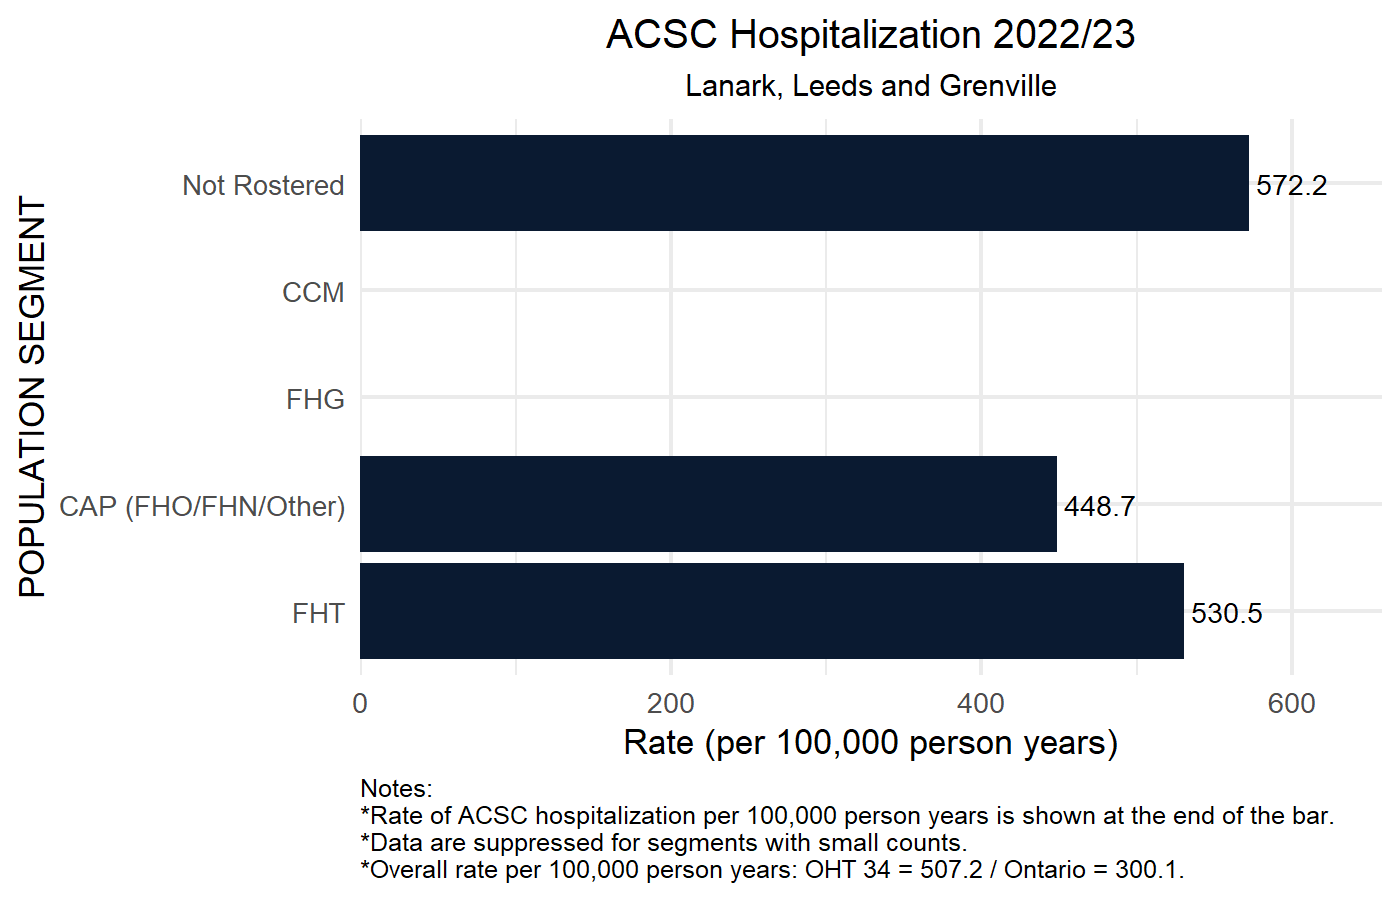 ACSC Hospitalization 2022/23
Lanark, Leeds and Grenville
POPULATION SEGMENT
Not Rostered
572.2
CCM
FHG
CAP (FHO/FHN/Other)
448.7
FHT
530.5
0
200
400
600
Rate (per 100,000 person years)
Notes:
*Rate of ACSC hospitalization per 100,000 person years is shown at the end of the bar.
*Data are suppressed for segments with small counts.
*Overall rate per 100,000 person years: OHT 34 = 507.2 / Ontario = 300.1.